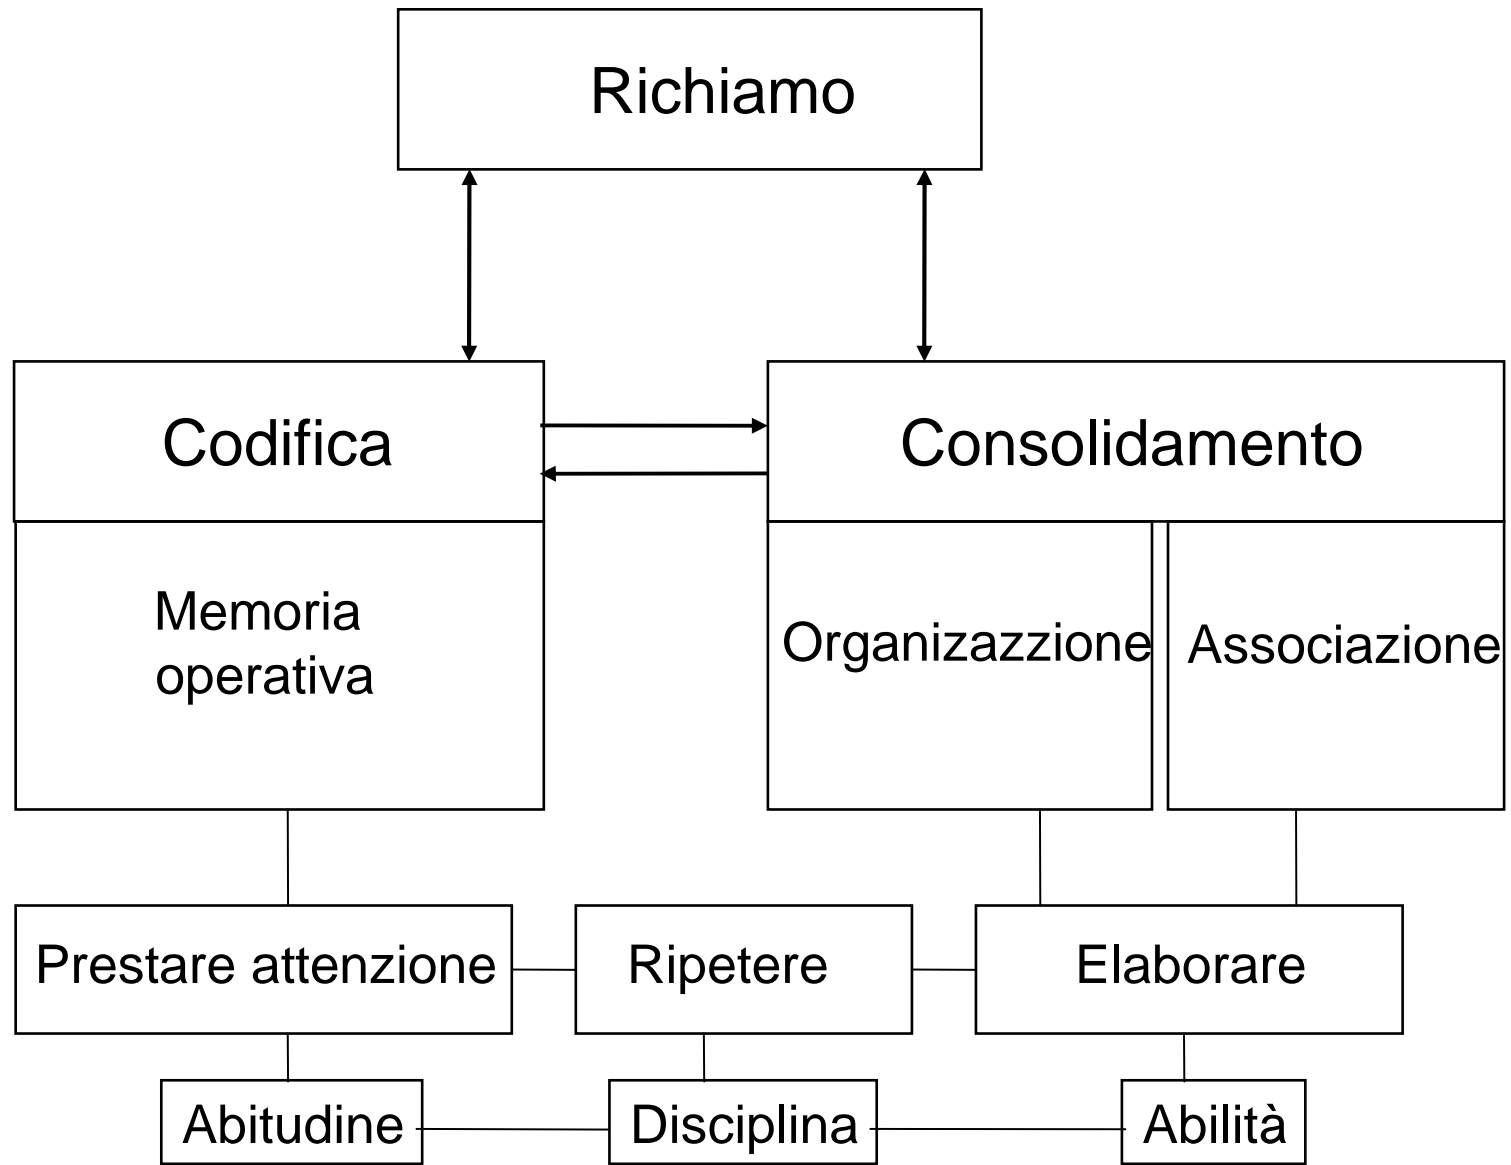 Richiamo
Codifica
Consolidamento
Memoria
operativa
Organizazzione
Associazione
Prestare attenzione
Ripetere
Elaborare
Abitudine
Disciplina
Abilità